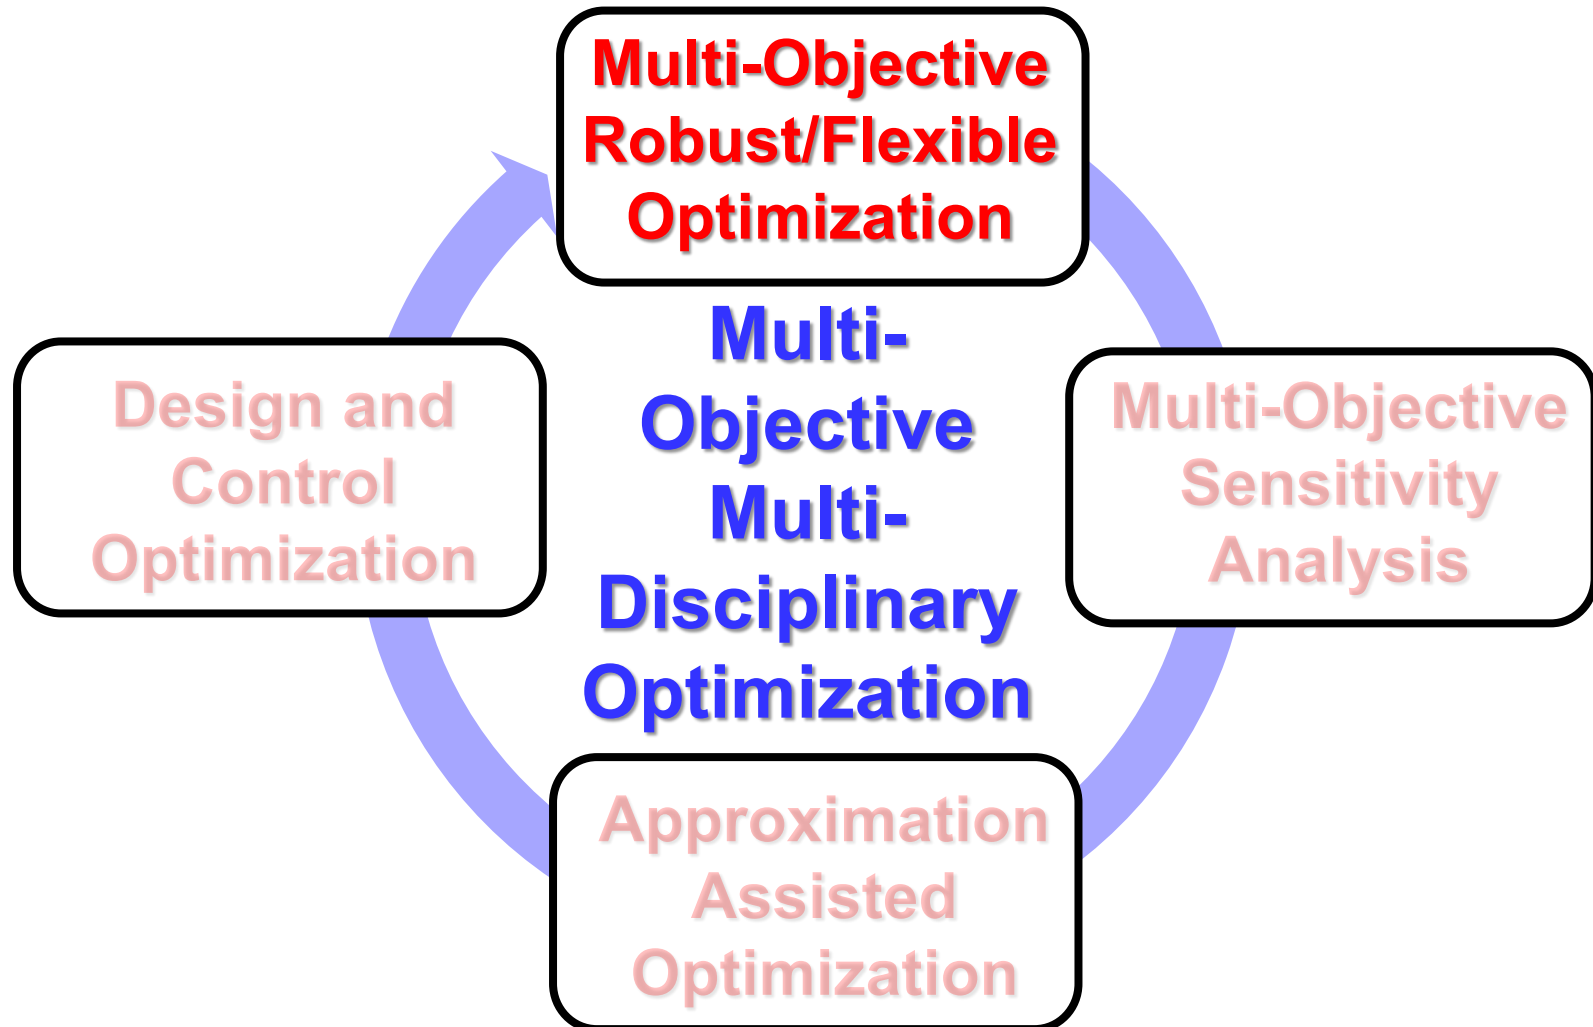 Multi-Objective
Robust/Flexible
Optimization
Multi-
Objective
Multi-
Disciplinary
Optimization
Design and
Control
Optimization
Multi-Objective
Sensitivity
Analysis
Approximation
Assisted
Optimization